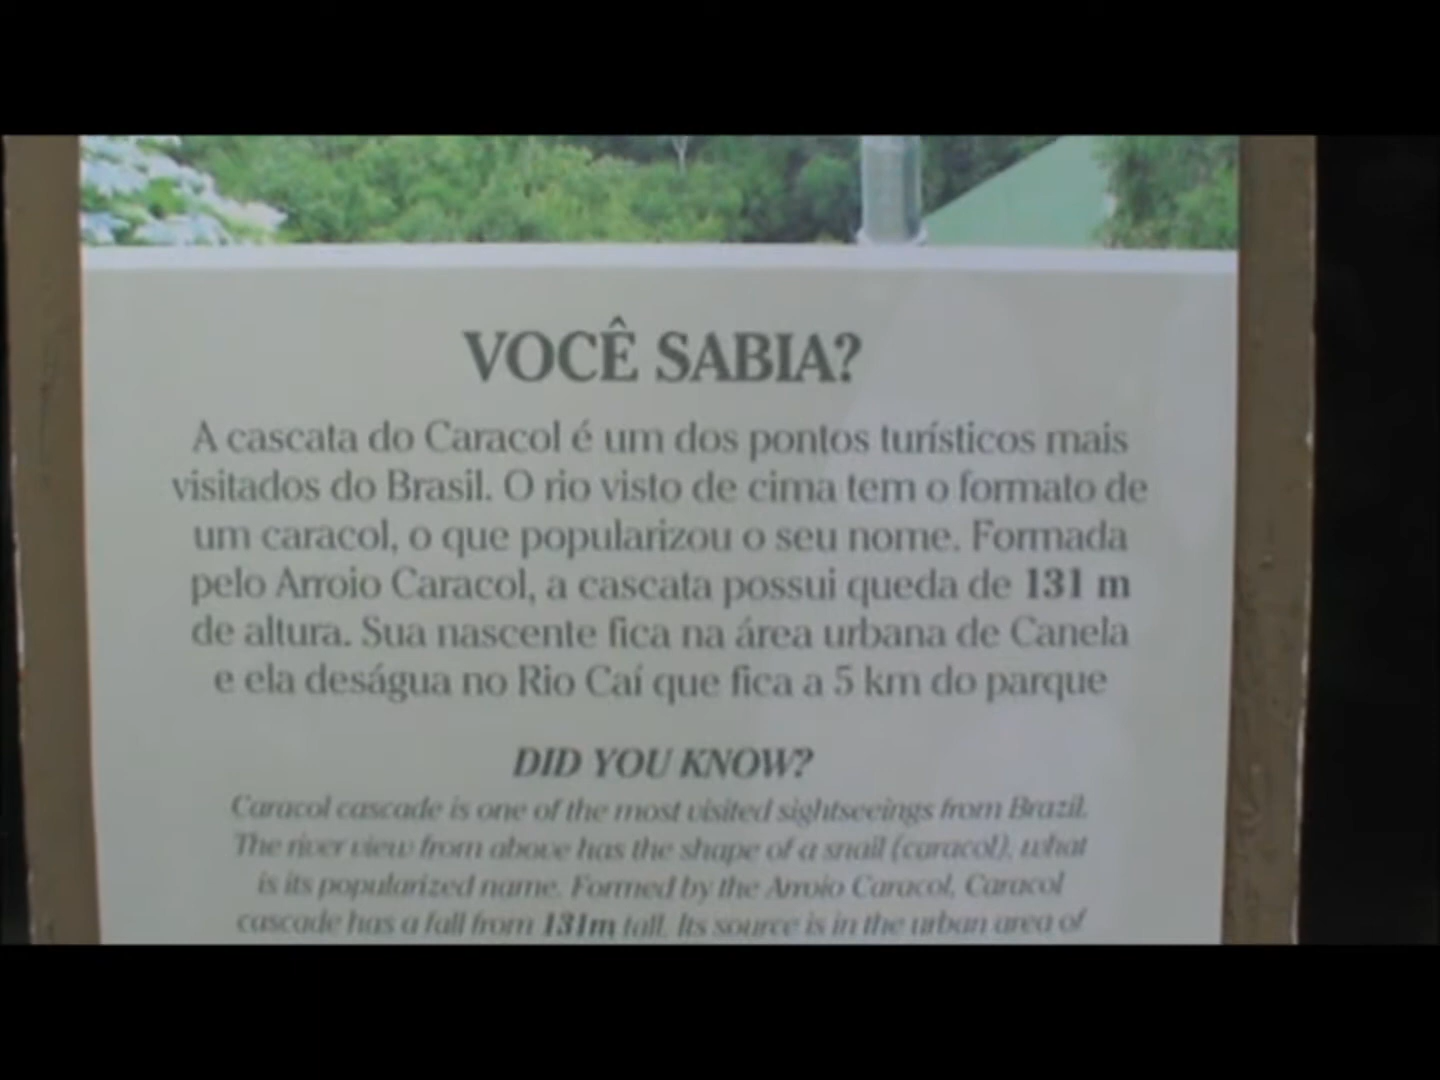 VOCÊ SABIA?
A cascata do Caracol é um dos pontos turísticos mais
visitados do Brasil. O rio visto de cima tem o formato de
um caracol, o que popularizou o seu nome. Formada
pelo Arroio Caracol, a cascata possui queda de 131 m
de altura. Sua nascente fica na área urbana de Canela
e ela deságua no Rio Caí que fica a 5 km do parque
DID YOU KNOW?
Caracol cascade is one of the most visited sightseeings from Brazil.
The river view from above has the shape of a snail (caracol), what
is its popularized name. Formed by the Arroio Caracol, Caracol
cascade has a fall from 131m tall. Its source is in the urban area of